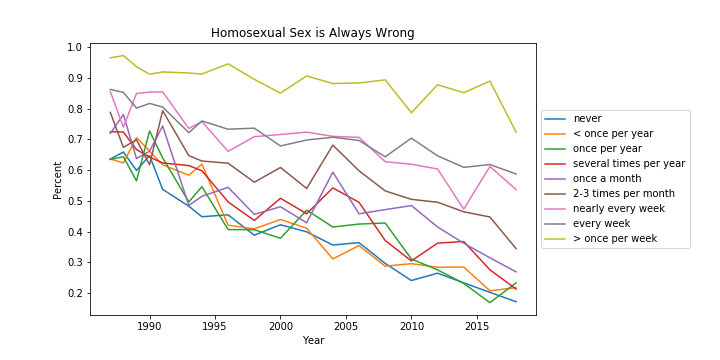 Homosexual Sex is Always Wrong
Percent
1.0
0.9
0.8
0.7
0.6
0.5
0.4
0.3
0.2
1990
1995
2000
2005
2010
2015
Year
never
< once per year
once per year
several times per year
once a month
2-3 times per month
nearly every week
every week
> once per week